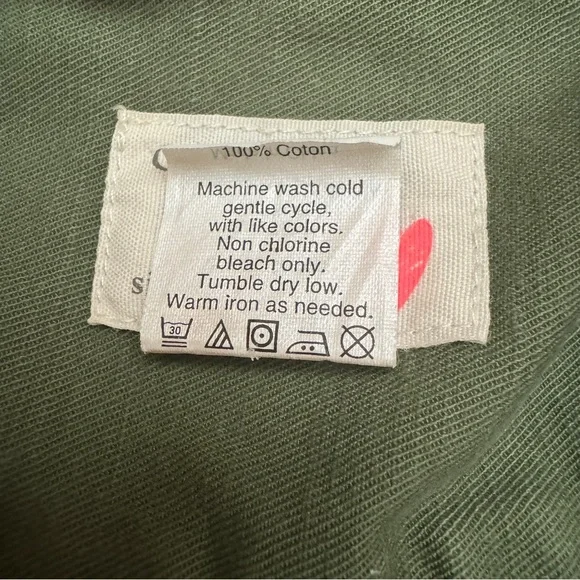 100% Coton
Machine wash cold
gentle cycle,
with like colors.
Non chlorine
bleach only.
Tumble dry low.
Warm iron as needed.
30